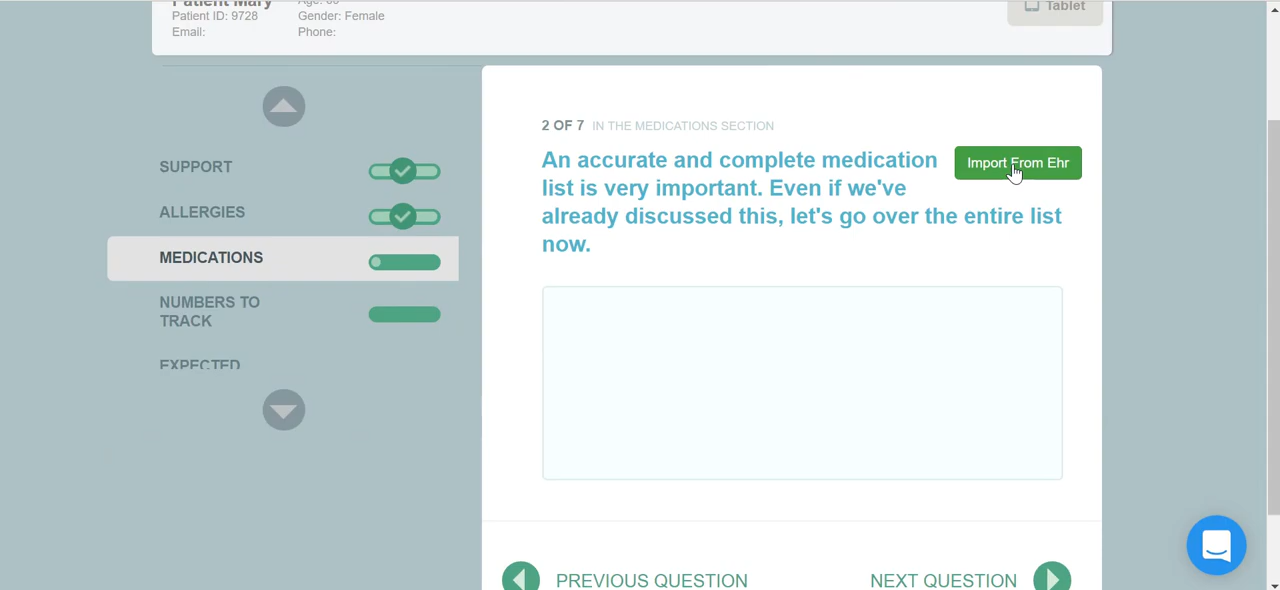 Patient Mary
Patient ID: 9728
Gender: Female
Email:
Phone:
Tablet
SUPPORT
ALLERGIES
MEDICATIONS
NUMBERS TO
TRACK
EXPECTED
2 OF 7 IN THE MEDICATIONS SECTION
An accurate and complete medication
list is very important. Even if we've
already discussed this, let's go over the entire list
now.
Import From Ehr
PREVIOUS QUESTION
NEXT QUESTION